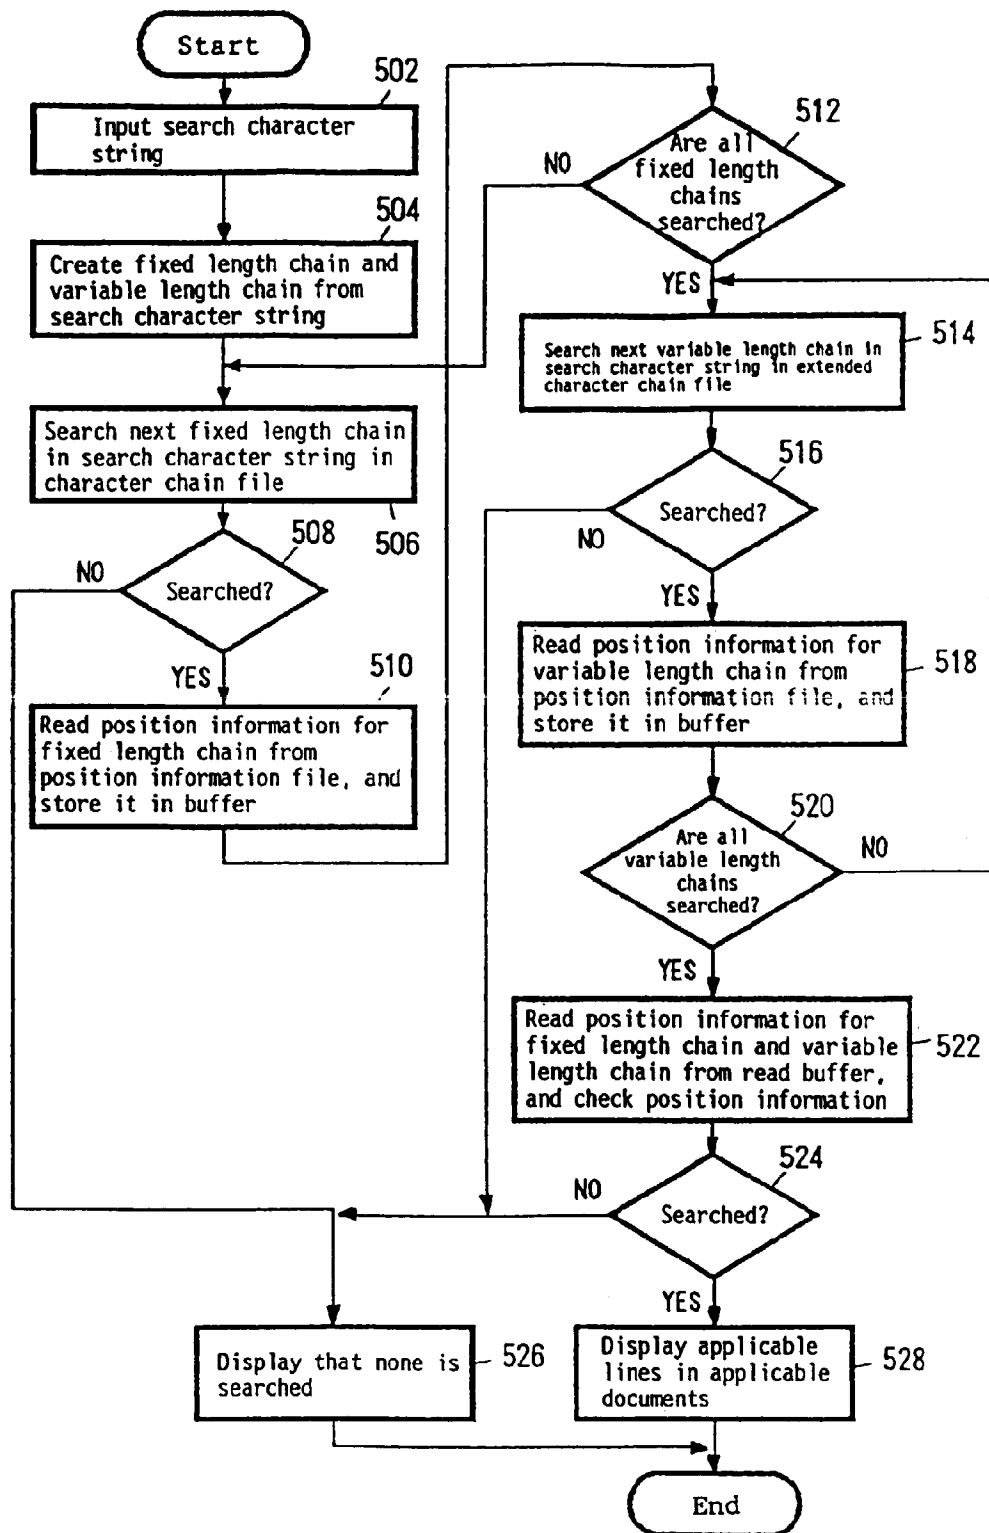 Start
502
Input search character
string
504
Create fixed length chain and
variable length chain from
search character string
Search next fixed length chain
in search character string in
character chain file
506
508
NO
Searched?
YES
510
Read position information for
fixed length chain from
position information file, and
store it in buffer
512
Are all
fixed length
chains
searched?
NO
YES
514
Search next variable length chain in
search character string in extended
character chain file
516
Searched?
NO
YES
Read position information for
variable length chain from
position information file, and
store it in buffer
518
520
Are all
variable length
chains
searched?
NO
YES
Read position information for
fixed length chain and variable
length chain from read buffer,
and check position information
522
524
NO
Searched?
YES
Display that none is
searched
526
Display applicable
lines in applicable
documents
528
End